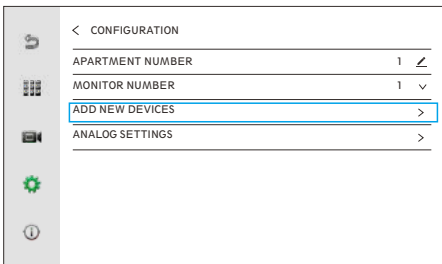 < CONFIGURATION
APARTMENT NUMBER 1
MONITOR NUMBER 1
ADD NEW DEVICES >
ANALOG SETTINGS >